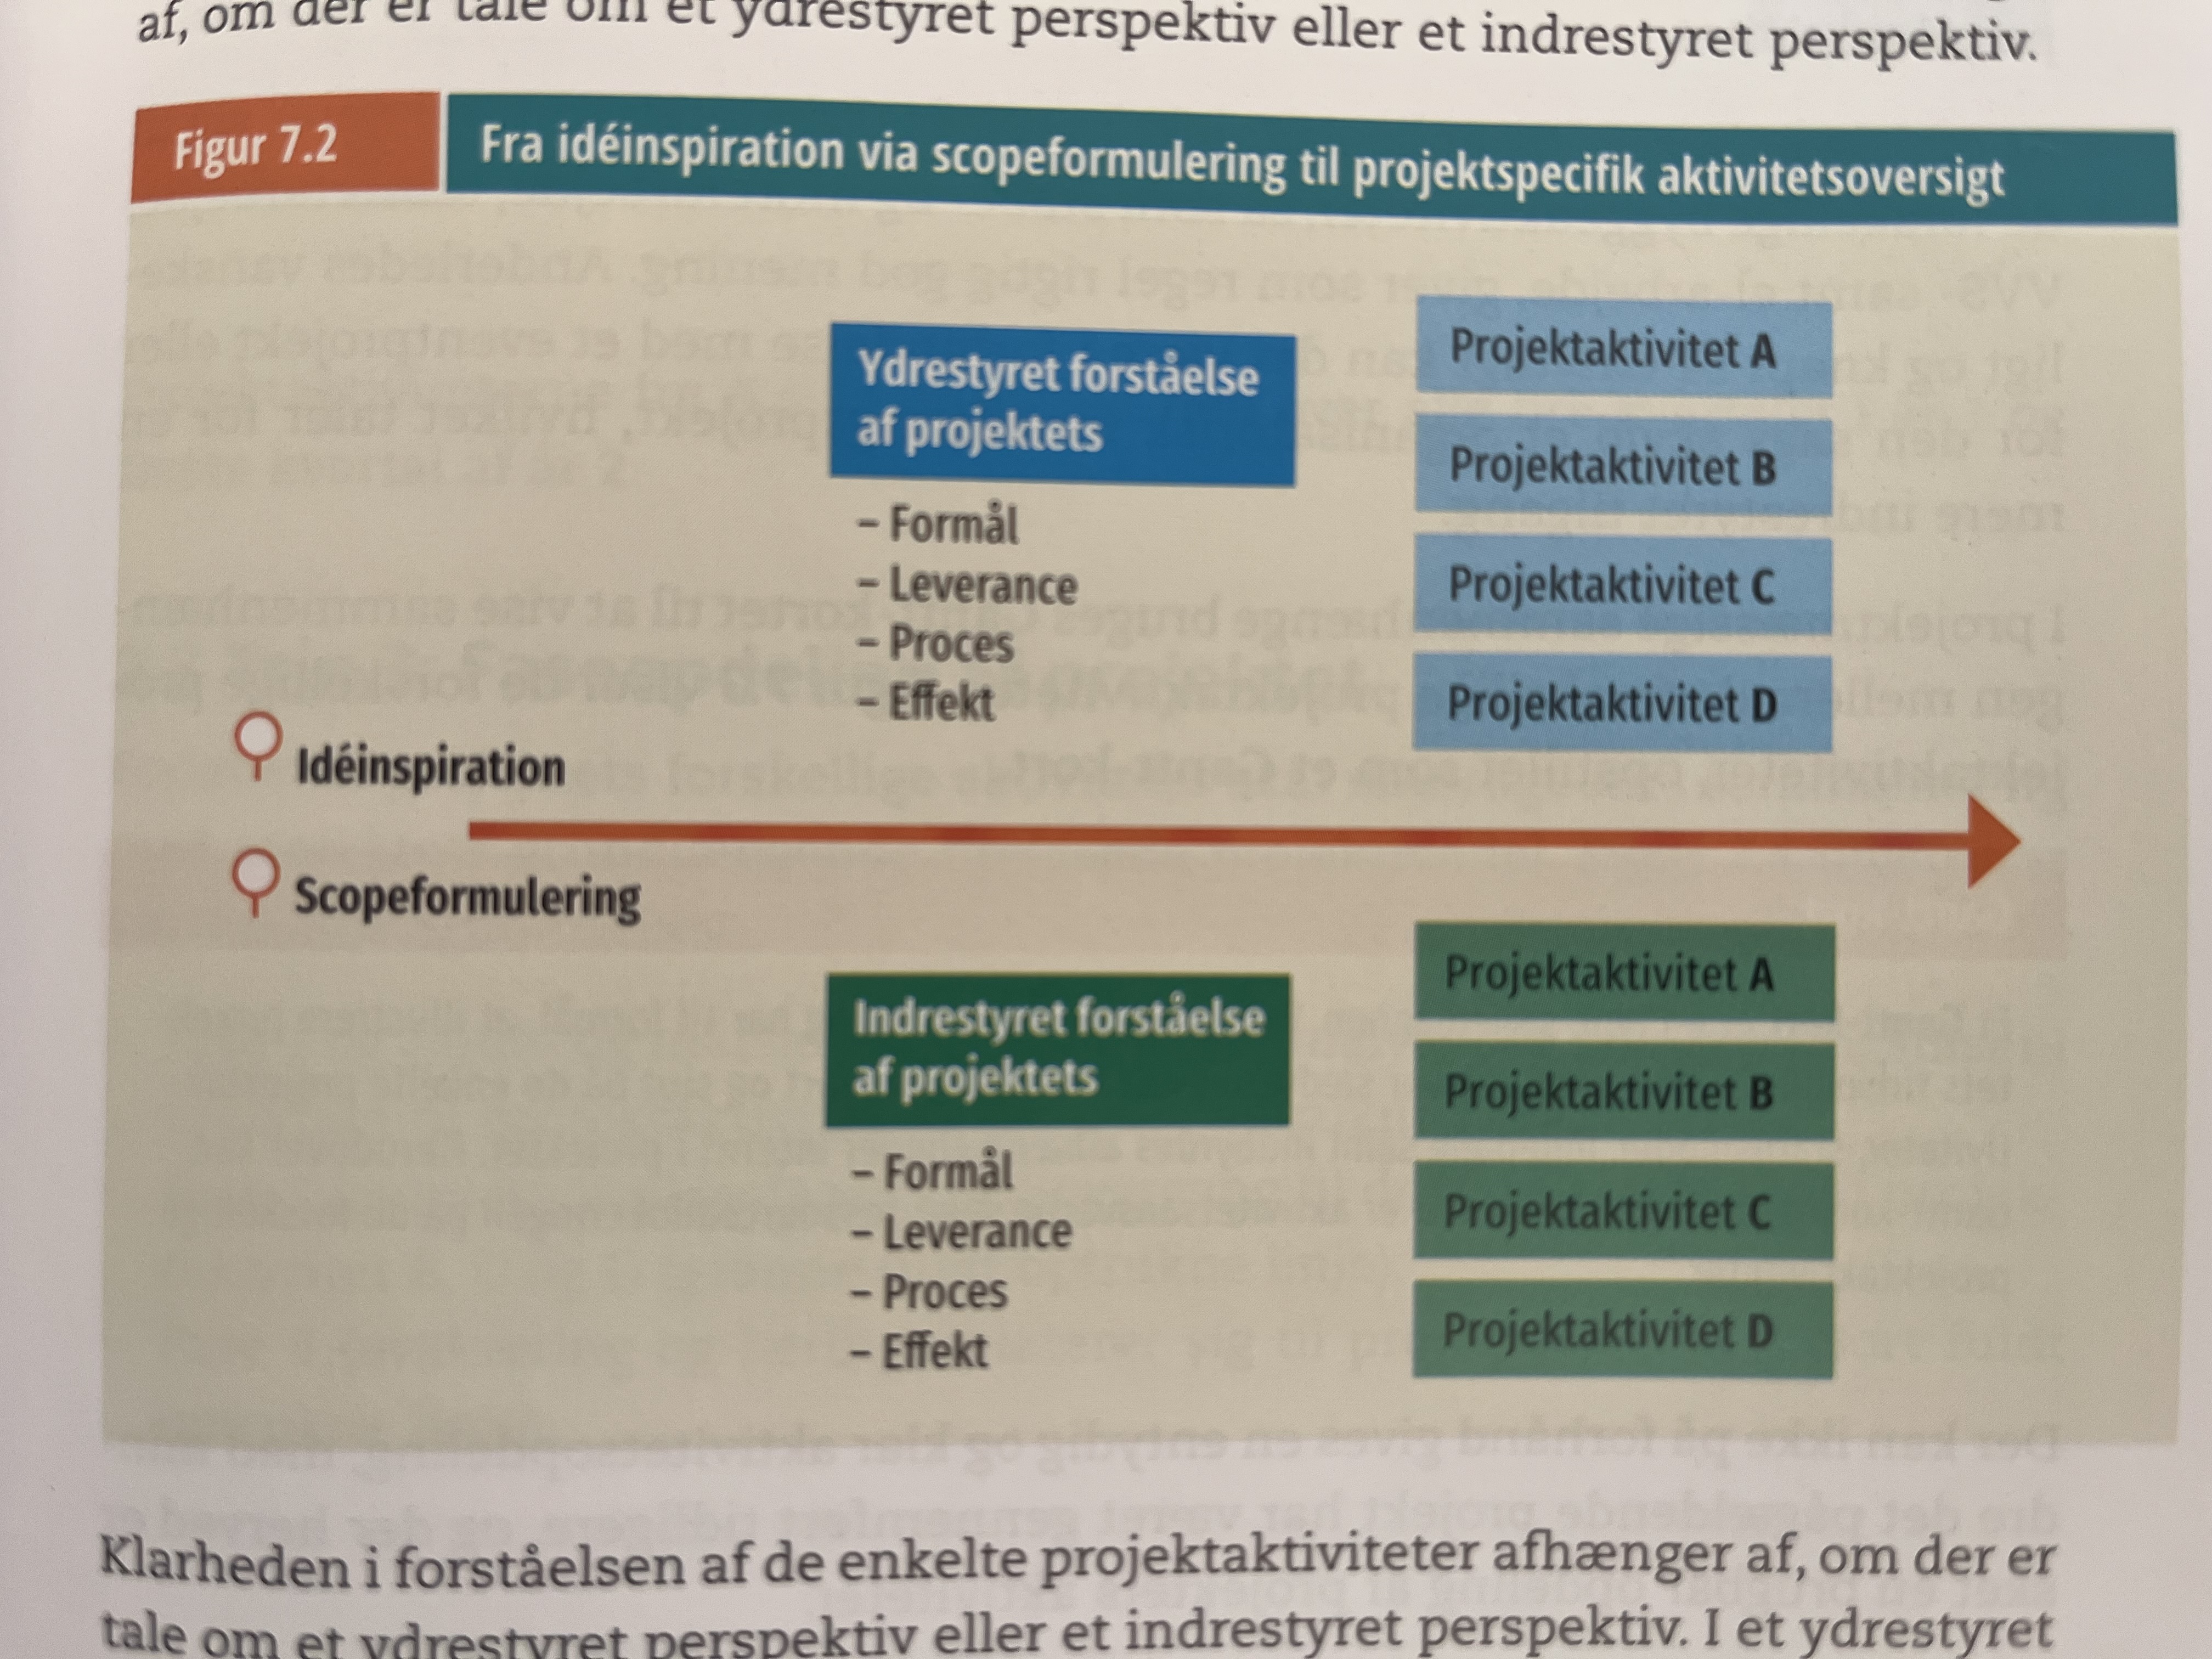 af, om der er tale om et ydrestyret perspektiv eller et indrestyret perspektiv.
Figur 7.2
Fra idéinspiration via scopeformulering til projektspecifik aktivitetsoversigt
Ydrestyret forståelse
af projektets
– Formål
– Leverance
– Proces
– Effekt
Projektaktivitet A
Projektaktivitet B
Projektaktivitet C
Projektaktivitet D
Idéinspiration
Scopeformulering
Indrestyret forståelse
af projektets
– Formål
– Leverance
– Proces
– Effekt
Projektaktivitet A
Projektaktivitet B
Projektaktivitet C
Projektaktivitet D
Klarheden i forståelsen af de enkelte projektaktiviteter afhænger af, om der er
tale om et ydrestyret perspektiv eller et indrestyret perspektiv. I et ydrestyret